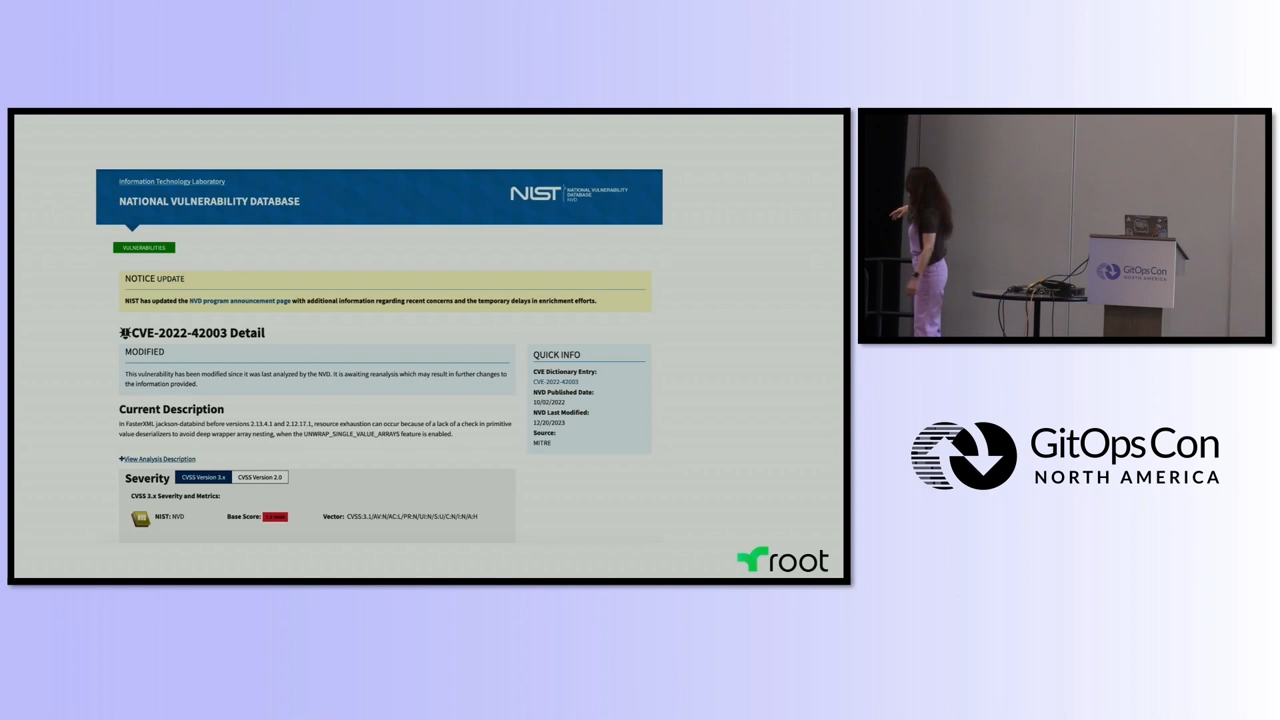 Information Technology Laboratory
NATIONAL VULNERABILITY DATABASE
NIST
NATIONAL VULNERABILITY
DATABASE
NVD
VULNERABILITIES
NOTICE UPDATE
NIST has updated the NVD program announcement page with additional information regarding recent concerns and the temporary delays in enrichment efforts.
CVE-2022-42003 Detail
MODIFIED
This vulnerability has been modified since it was last analyzed by the NVD. It is awaiting reanalysis which may result in further changes to
the information provided.
Current Description
In FasterXML jackson-databind before versions 2.13.4.1 and 2.12.17.1, resource exhaustion can occur because of a lack of a check in primitive
value deserializers to avoid deep wrapper array nesting, when the UNWRAP_SINGLE_VALUE_ARRAYS feature is enabled.
+View Analysis Description
Severity
CVSS Version 3.x
CVSS Version 2.0
CVSS 3.x Severity and Metrics:
NIST: NVD
Base Score:
Vector: CVSS:3.1/AV:N/AC:L/PR:N/UI:N/S:U/C:N/I:N/A:H
QUICK INFO
CVE Dictionary Entry:
CVE-2022-42003
NVD Published Date:
10/02/2022
NVD Last Modified:
12/20/2023
Source:
MITRE
root
GitOpsCon
NORTH AMERICA
GitOpsCon
NORTH AMERICA